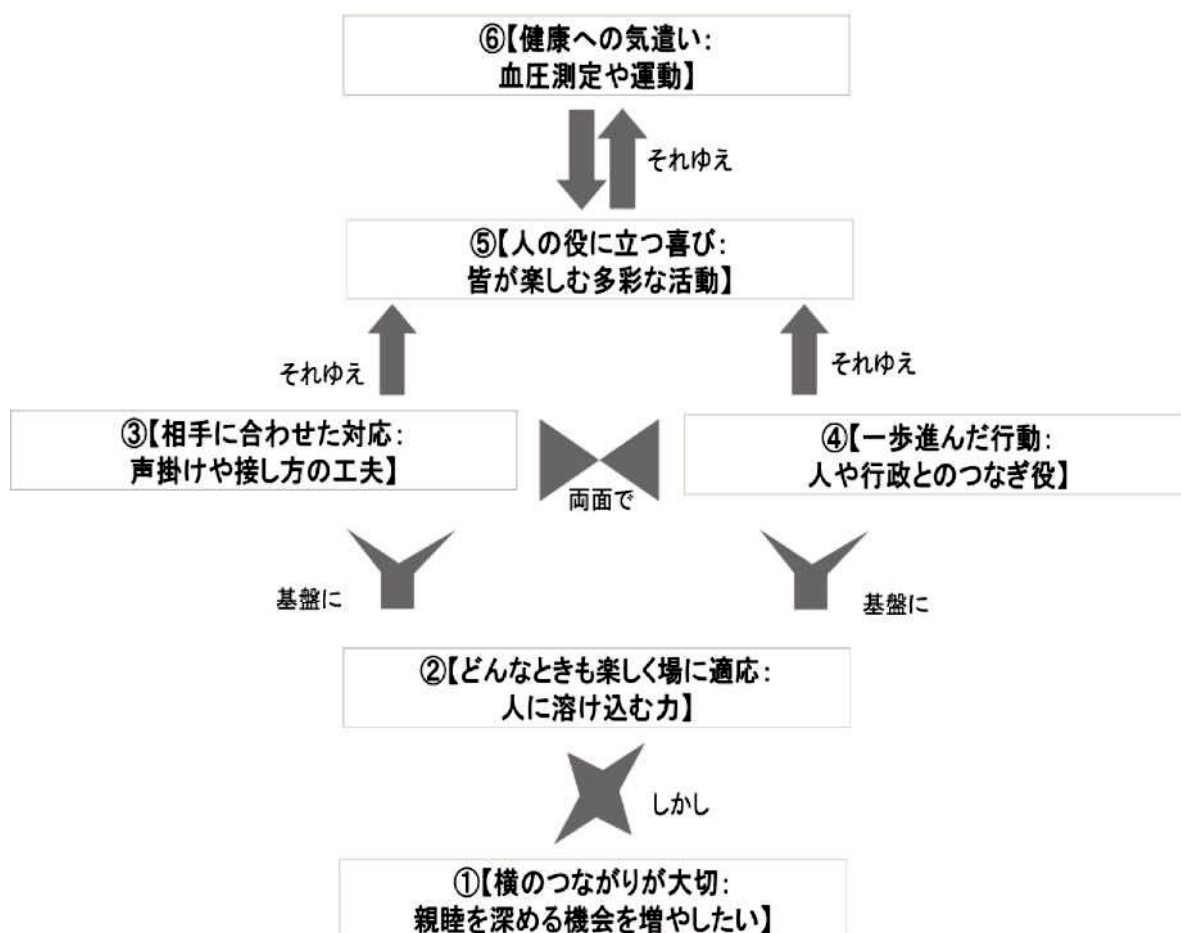 ⑥【健康への気遣い：
血圧測定や運動】
それゆえ
⑤【人の役に立つ喜び：
皆が楽しむ多彩な活動】
それゆえ
それゆえ
③【相手に合わせた対応：
声掛けや接し方の工夫】
④【一歩進んだ行動：
人や行政とのつなぎ役】
両面で
基盤に
基盤に
②【どんなときも楽しく場に適応：
人に溶け込む力】
しかし
①【横のつながりが大切：
親睦を深める機会を増やしたい】